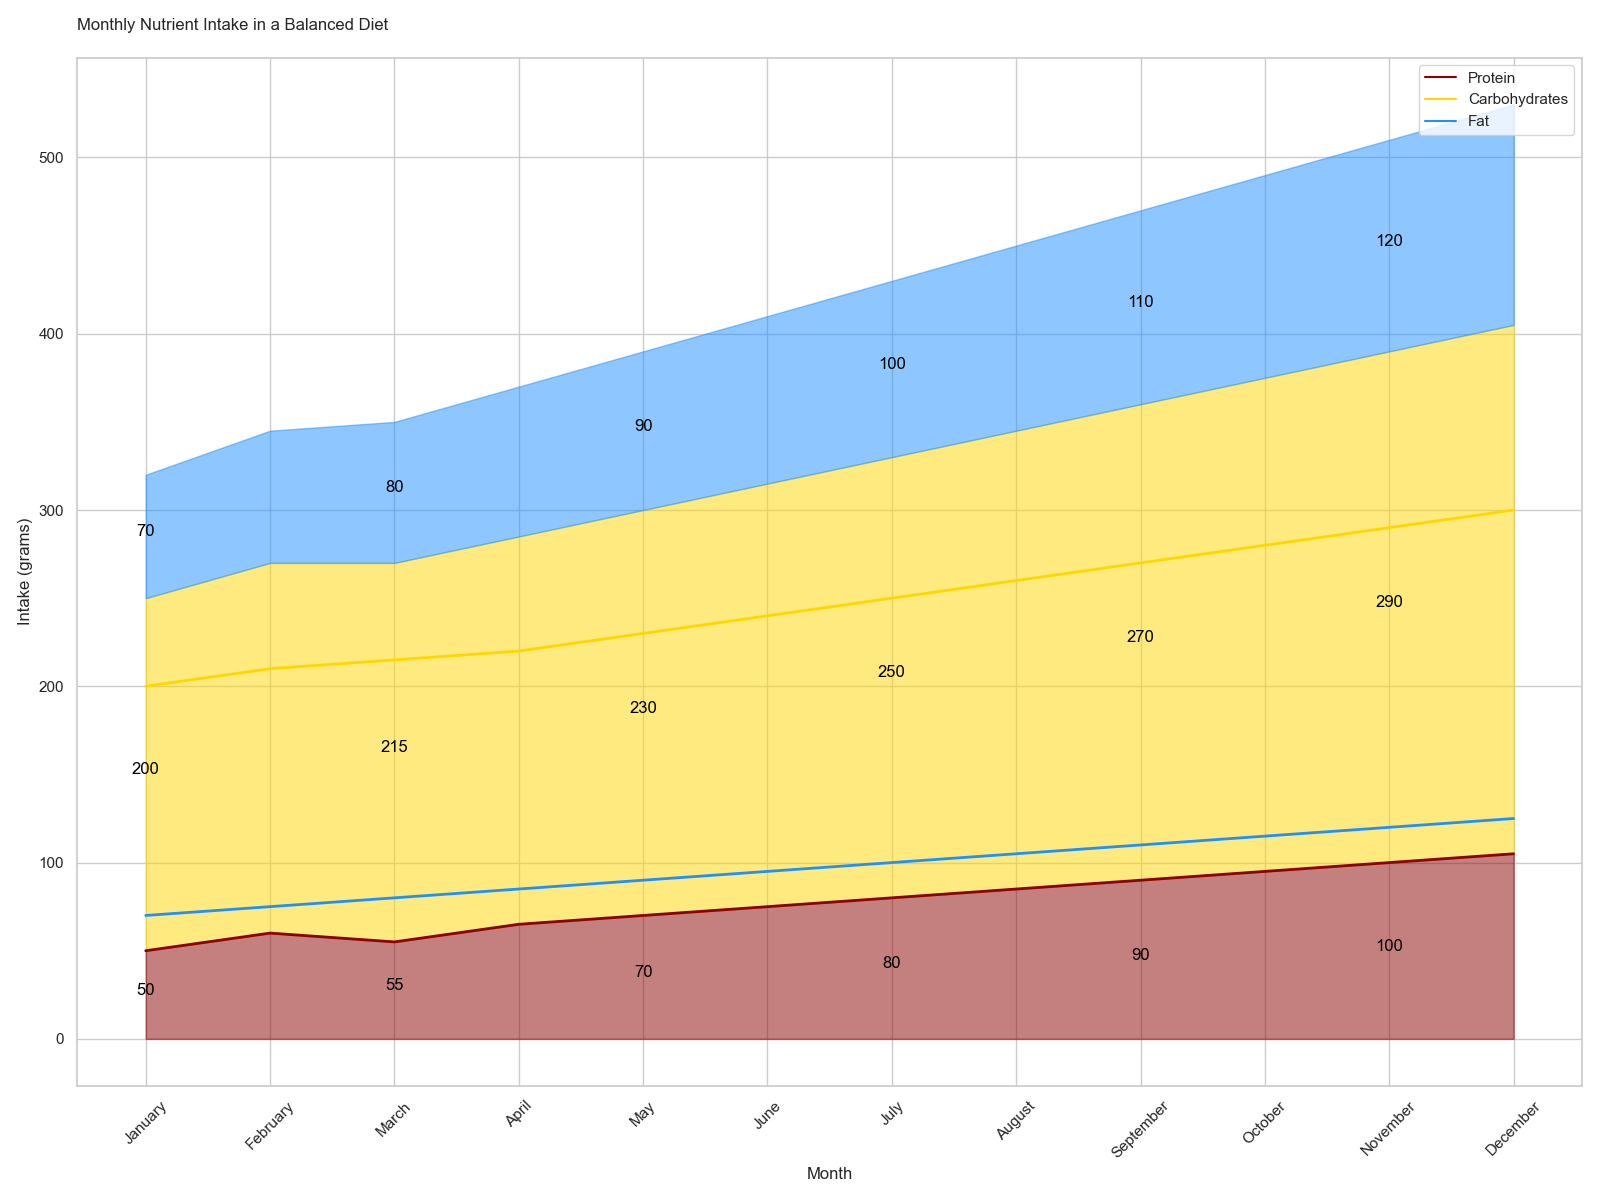 Monthly Nutrient Intake in a Balanced Diet
Protein
Carbohydrates
Fat
Intake (grams)
500
400
300
200
100
0
70
80
90
100
110
120
200
215
230
250
270
290
50
55
70
80
90
100
January
February
March
April
May
June
July
August
September
October
November
December
Month